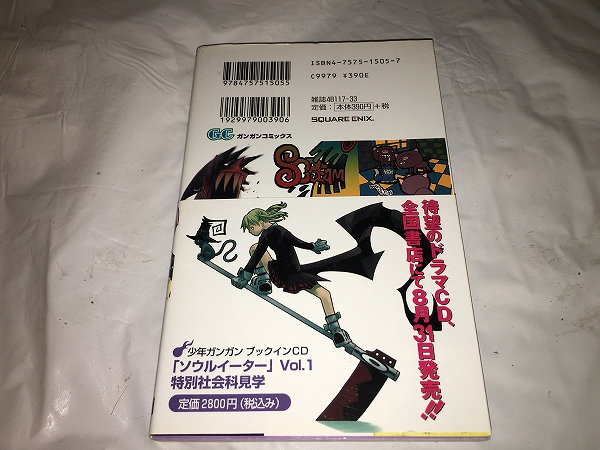 ISBN4-7575-1505-7
C9979 ¥390E
9784757515055
雑誌48117-33
定価：本体390円+税
1929979003906
SQUARE ENIX.
GC ガンガンコミックス
待望のドラマCD、
全国書店にて8月31日発売!!
少年ガンガン ブックインCD
「ソウルイーター」Vol.1
特別社会科見学
定価2800円(税込み)